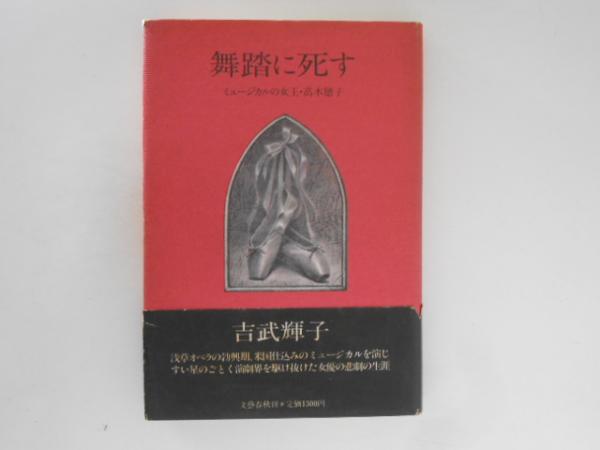 舞踏に死す
ミュージカルの女王・高木徳子
吉武輝子
浅草オペラの勃興期、米国仕込みのミュージカルを演じ
すい星のごとく演劇界を駆け抜けた女優の悲劇の生涯
文藝春秋刊＊定価1300円